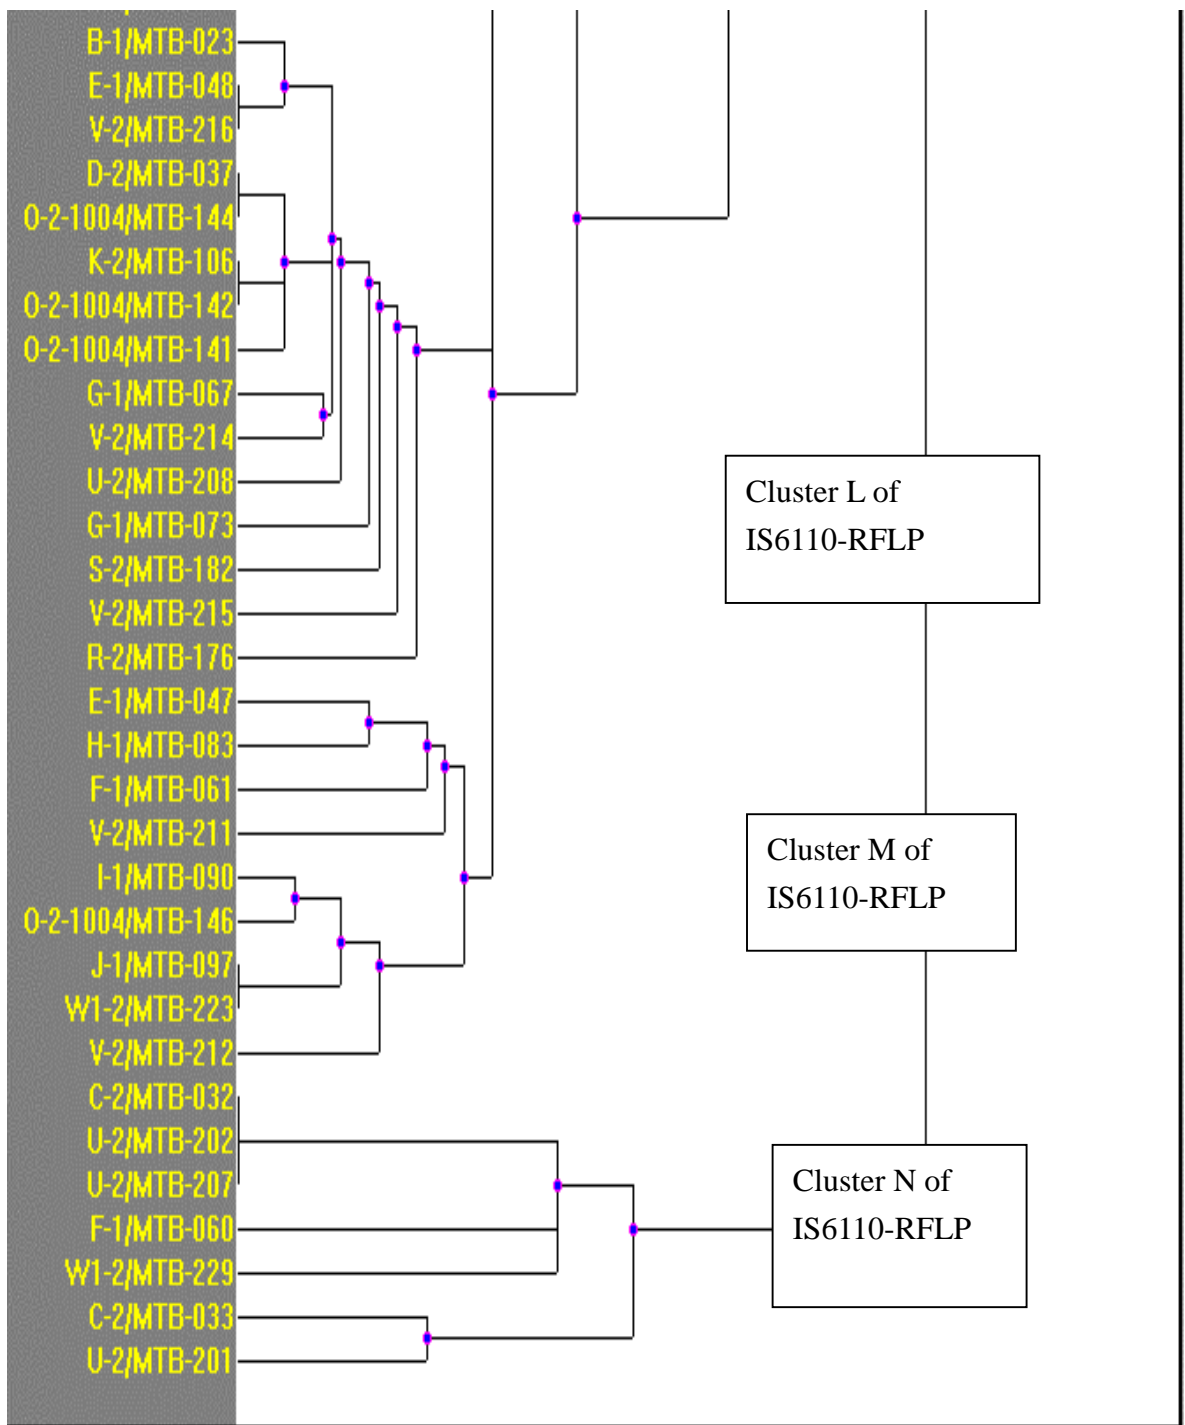 B-1/MTB-023
E-1/MTB-048
V-2/MTB-216
D-2/MTB-037
O-2-1004/MTB-144
K-2/MTB-106
O-2-1004/MTB-142
O-2-1004/MTB-141
G-1/MTB-067
V-2/MTB-214
U-2/MTB-208
Cluster L of
IS6110-RFLP
G-1/MTB-073
S-2/MTB-182
V-2/MTB-215
R-2/MTB-176
E-1/MTB-047
H-1/MTB-083
F-1/MTB-061
V-2/MTB-211
Cluster M of
IS6110-RFLP
I-1/MTB-090
O-2-1004/MTB-146
J-1/MTB-097
W1-2/MTB-223
V-2/MTB-212
C-2/MTB-032
U-2/MTB-202
U-2/MTB-207
Cluster N of
IS6110-RFLP
F-1/MTB-060
W1-2/MTB-229
C-2/MTB-033
U-2/MTB-201